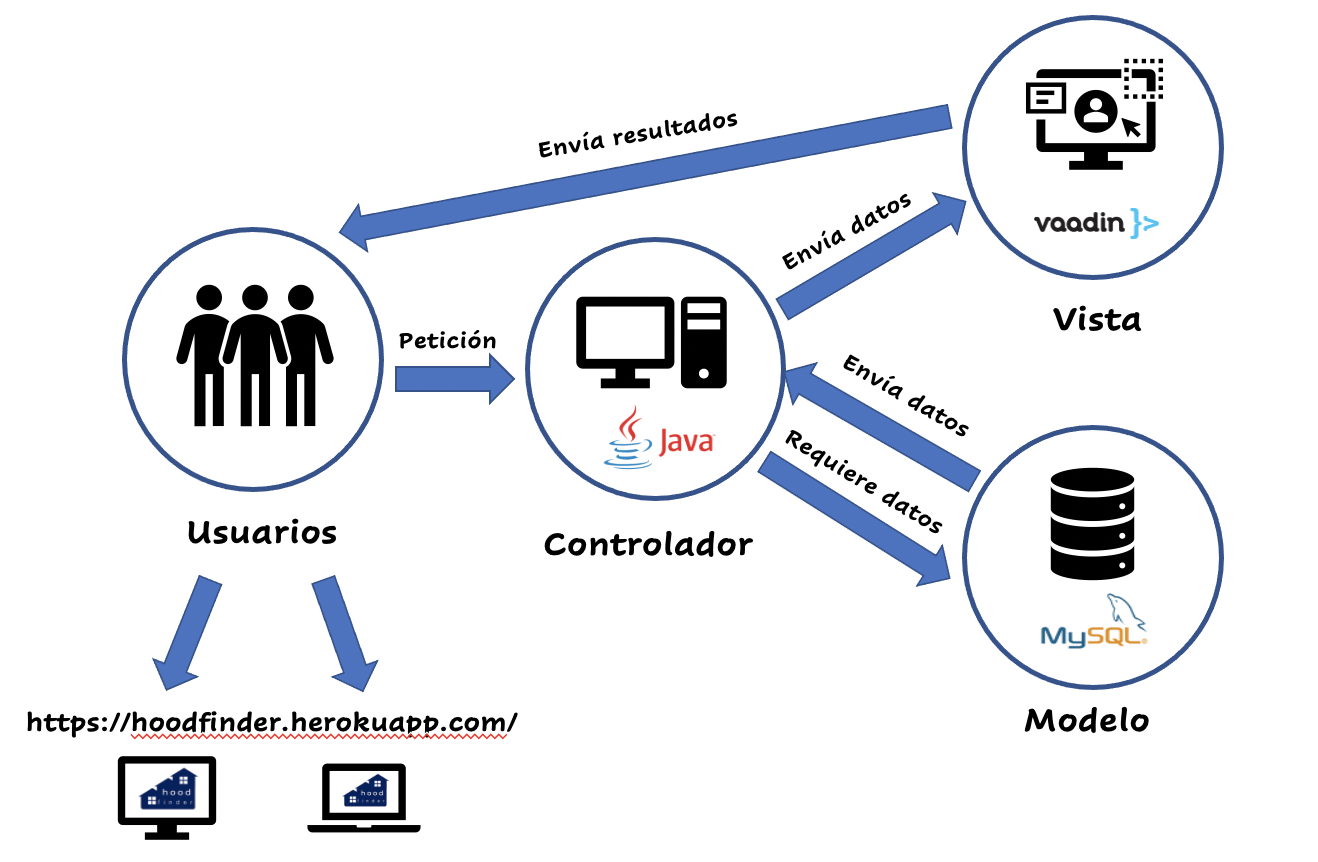 Envía resultados
Envía datos
vaadin}>
Vista
Petición
Java
Envía datos
Requiere datos
MySQL®
Usuarios
Controlador
Modelo
https://hoodfinder.herokuapp.com/
hood
finder
hood
finder